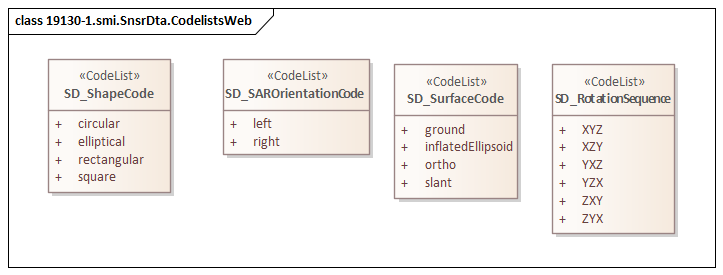 class 19130-1.smi.SnsrDta.CodelistsWeb
«CodeList»
SD_ShapeCode
+ circular
+ elliptical
+ rectangular
+ square
«CodeList»
SD_SAROrientationCode
+ left
+ right
«CodeList»
SD_SurfaceCode
+ ground
+ inflatedEllipsoid
+ ortho
+ slant
«CodeList»
SD_RotationSequence
+ XYZ
+ XZY
+ YXZ
+ YZX
+ ZXY
+ ZYX